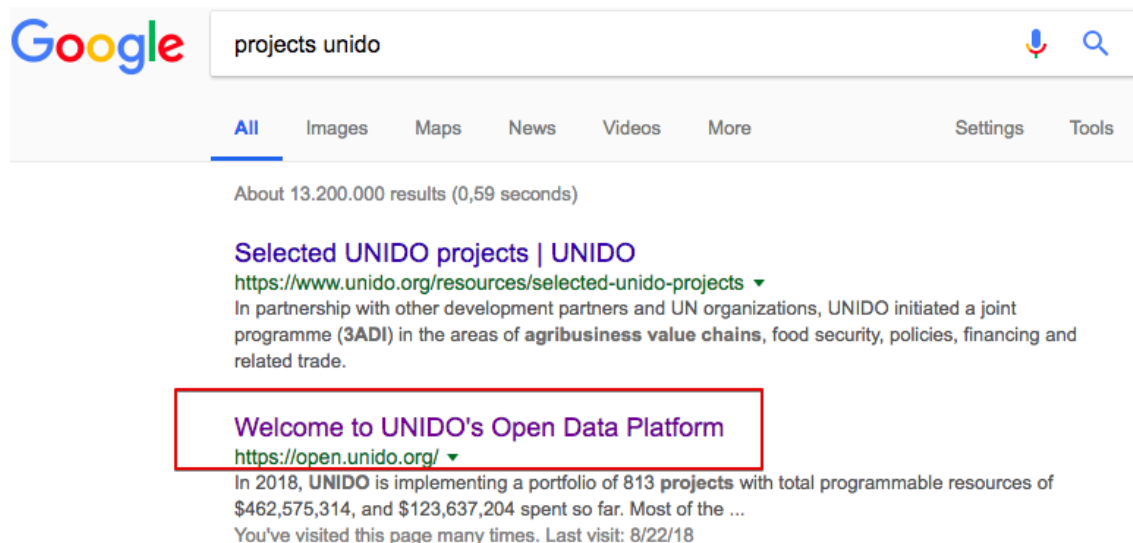 Google
projects unido
All Images Maps News Videos More Settings Tools
About 13.200.000 results (0,59 seconds)
Selected UNIDO projects | UNIDO
https://www.unido.org/resources/selected-unido-projects
In partnership with other development partners and UN organizations, UNIDO initiated a joint
programme (3ADI) in the areas of agribusiness value chains, food security, policies, financing and
related trade.
Welcome to UNIDO's Open Data Platform
https://open.unido.org/
In 2018, UNIDO is implementing a portfolio of 813 projects with total programmable resources of
$462,575,314, and $123,637,204 spent so far. Most of the ...
You've visited this page many times. Last visit: 8/22/18